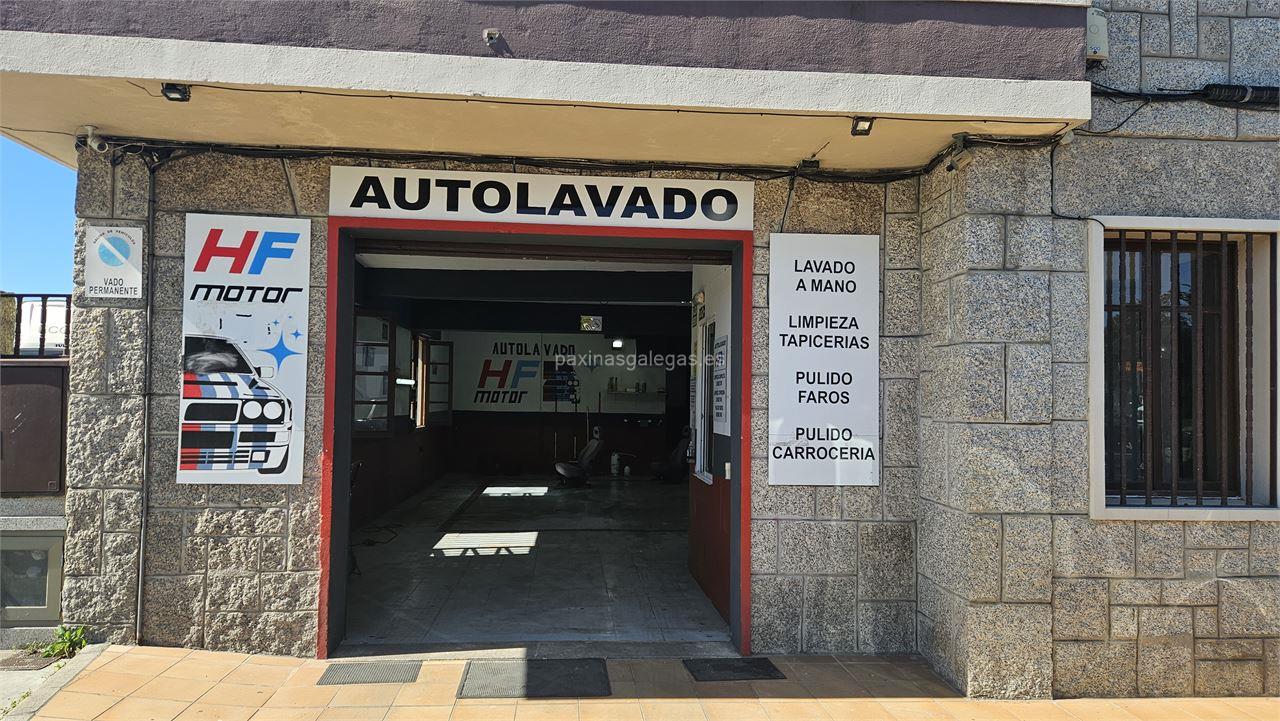 AUTOLAVADO
HF
MOTOR
VADO
PERMANENTE
LAVADO
A MANO
LIMPIEZA
TAPICERIAS
PULIDO
FAROS
PULIDO
CARROCERIA
AUTOLAVADO
HF
MOTOR
paxinasgalegas.es